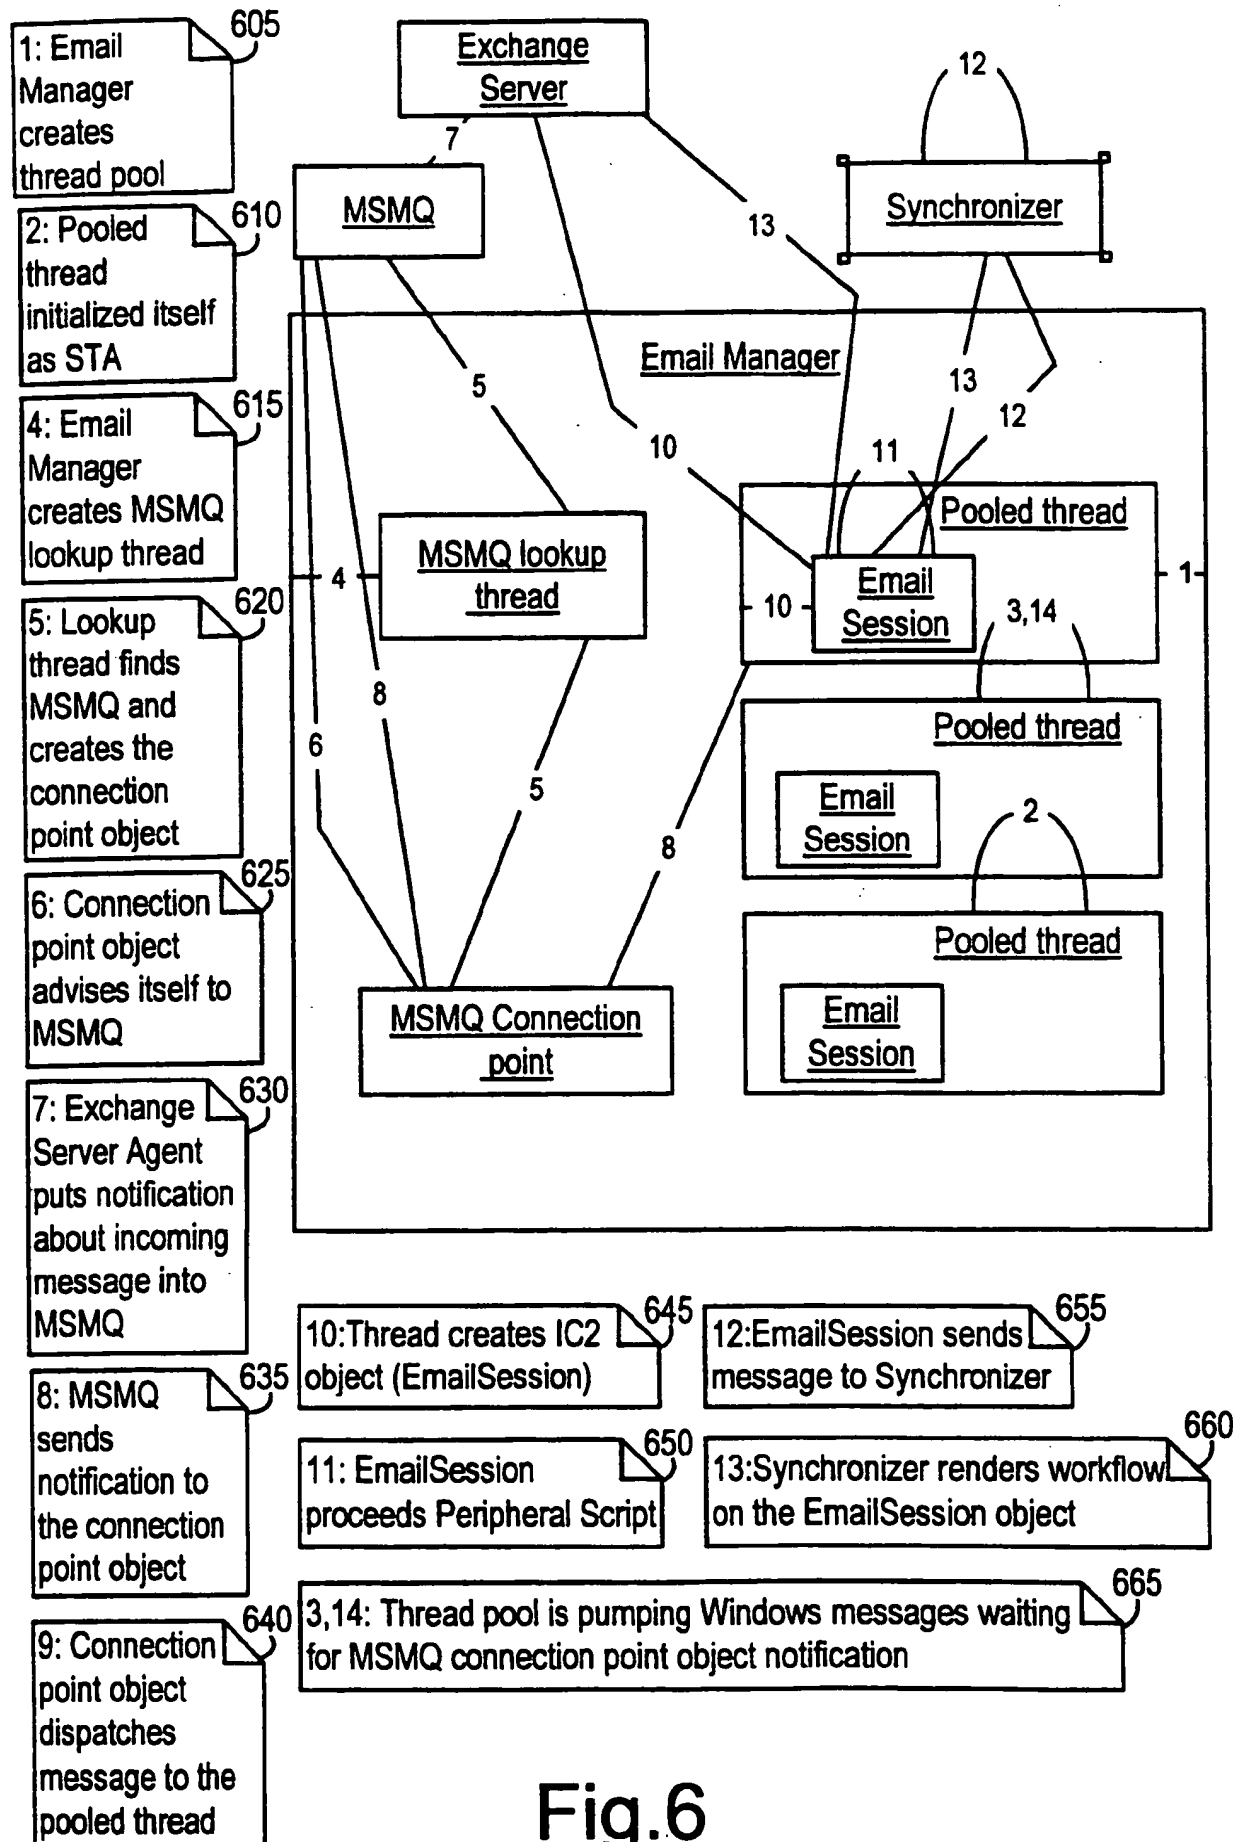 605
1: Email
Manager
creates
thread pool
610
2: Pooled
thread
initialized itself
as STA
615
4: Email
Manager
creates MSMQ
lookup thread
620
5: Lookup
thread finds
MSMQ and
creates the
connection
point object
625
6: Connection
point object
advises itself to
MSMQ
630
7: Exchange
Server Agent
puts notification
about incoming
message into
MSMQ
635
8: MSMQ
sends
notification to
the connection
point object
640
9: Connection
point object
dispatches
message to the
pooled thread
Exchange
Server
7
MSMQ
12
Synchronizer
13
Email Manager
5
13
12
10
11
Pooled thread
MSMQ lookup
thread
4
Email
Session
10
1
3,14
8
6
5
8
Pooled thread
Email
Session
2
Pooled thread
Email
Session
MSMQ Connection
point
645
10:Thread creates IC2
object (EmailSession)
655
12:EmailSession sends
message to Synchronizer
650
11: EmailSession
proceeds Peripheral Script
660
13:Synchronizer renders workflow
on the EmailSession object
665
3,14: Thread pool is pumping Windows messages waiting
for MSMQ connection point object notification
Fig.6